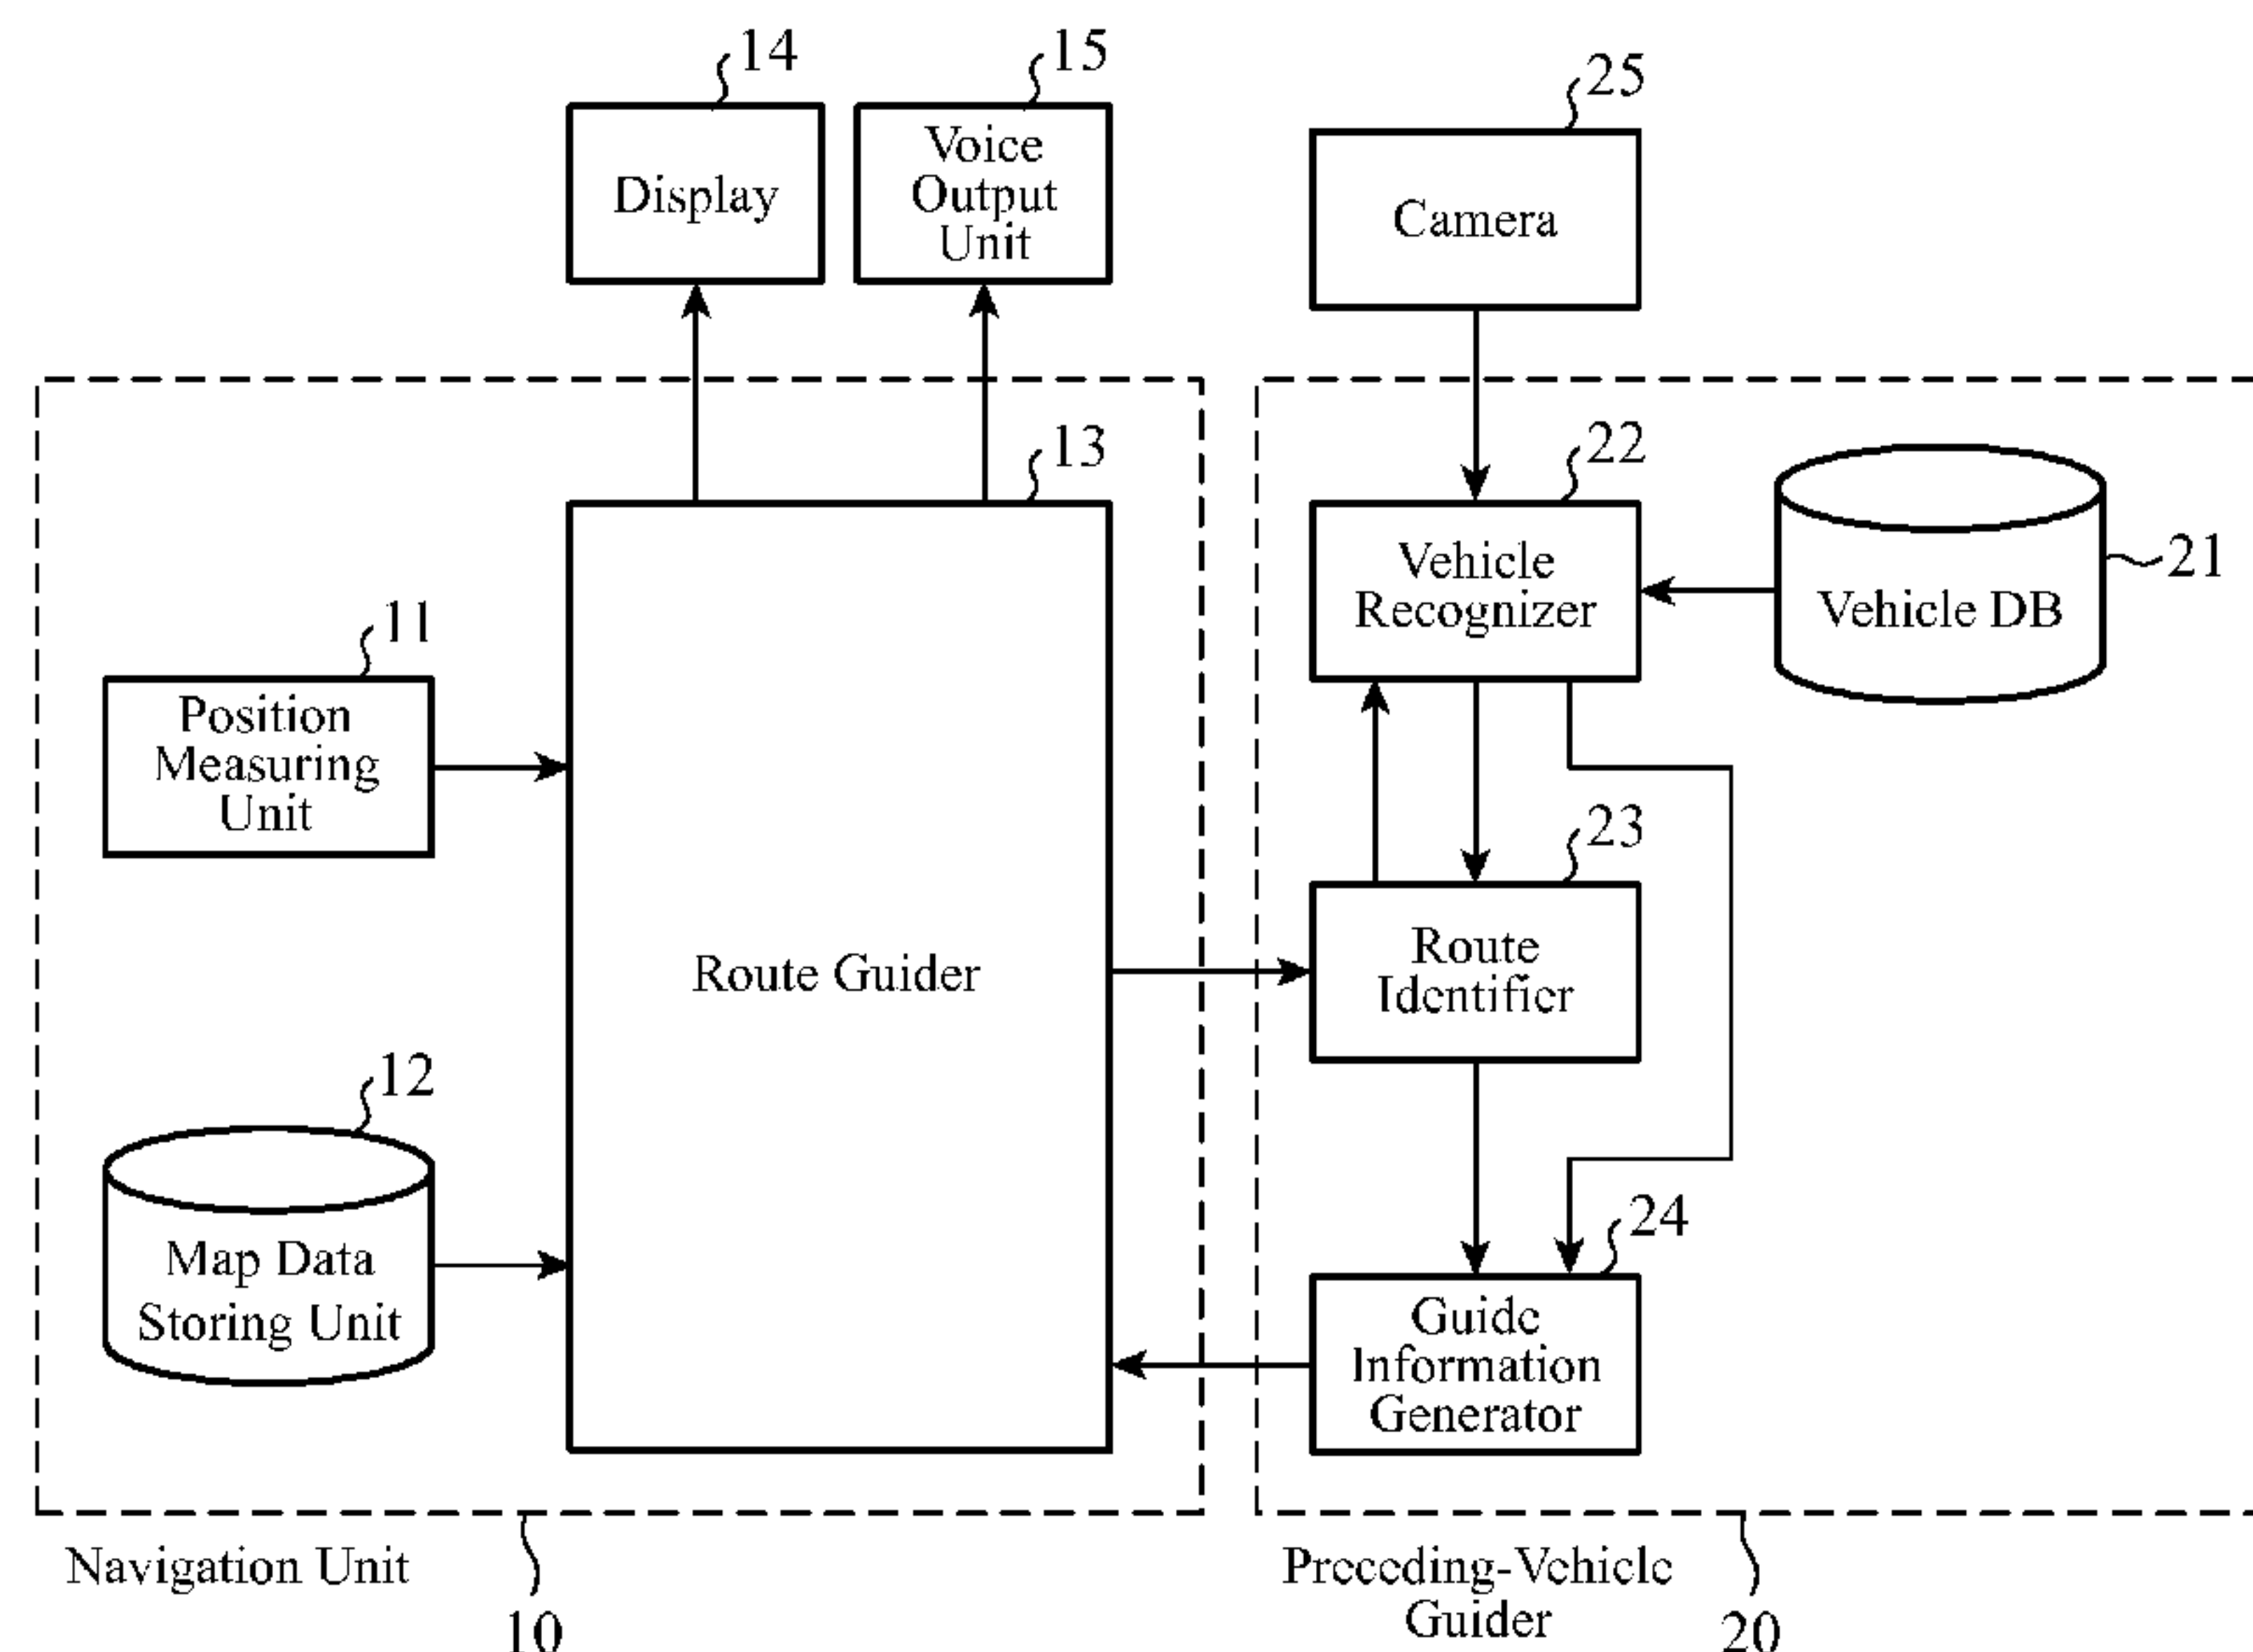 14
15
25
Display
Voice
Output
Unit
Camera
13
22
Vehicle
Recognizer
21
Vehicle DB
11
Position
Measuring
Unit
23
Route Guider
Route
Identifier
12
Map Data
Storing Unit
24
Guide
Information
Generator
Navigation Unit
10
Preceding-Vehicle
Guider
20